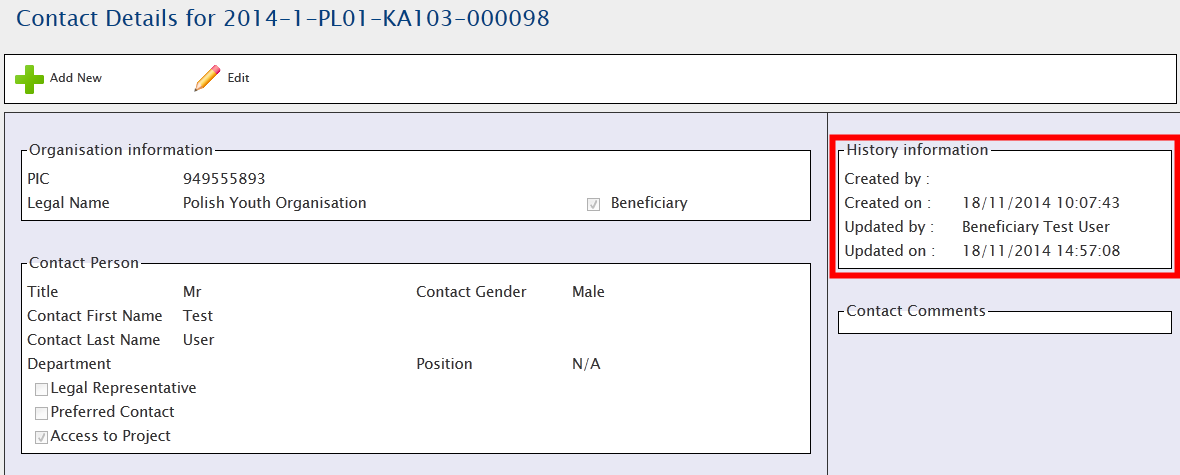 Contact Details for 2014-1-PL01-KA103-000098
Add New Edit
Organisation information
PIC 949555893
Legal Name Polish Youth Organisation Beneficiary
Contact Person
Title Mr Contact Gender Male
Contact First Name Test
Contact Last Name User
Department Position N/A
Legal Representative
Preferred Contact
Access to Project
History information
Created by :
Created on : 18/11/2014 10:07:43
Updated by : Beneficiary Test User
Updated on : 18/11/2014 14:57:08
Contact Comments